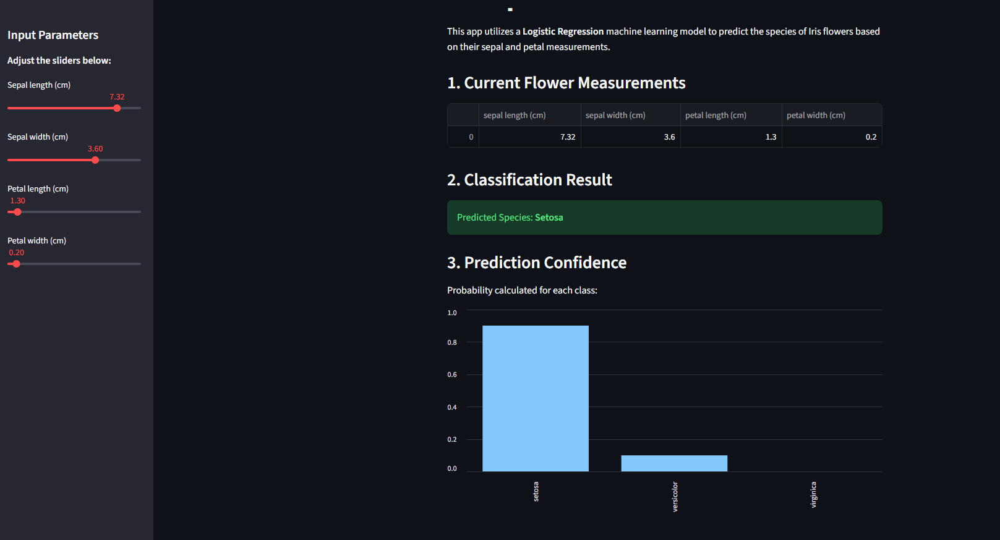 Input Parameters
Adjust the sliders below:
Sepal length (cm)
7.32
Sepal width (cm)
3.60
Petal length (cm)
1.30
Petal width (cm)
0.20
This app utilizes a Logistic Regression machine learning model to predict the species of Iris flowers based
on their sepal and petal measurements.
1. Current Flower Measurements
sepal length (cm) sepal width (cm) petal length (cm) petal width (cm)
0 7.32 3.6 1.3 0.2
2. Classification Result
Predicted Species: Setosa
3. Prediction Confidence
Probability calculated for each class:
1.0
0.8
0.6
0.4
0.2
0.0
setosa versicolor virginica